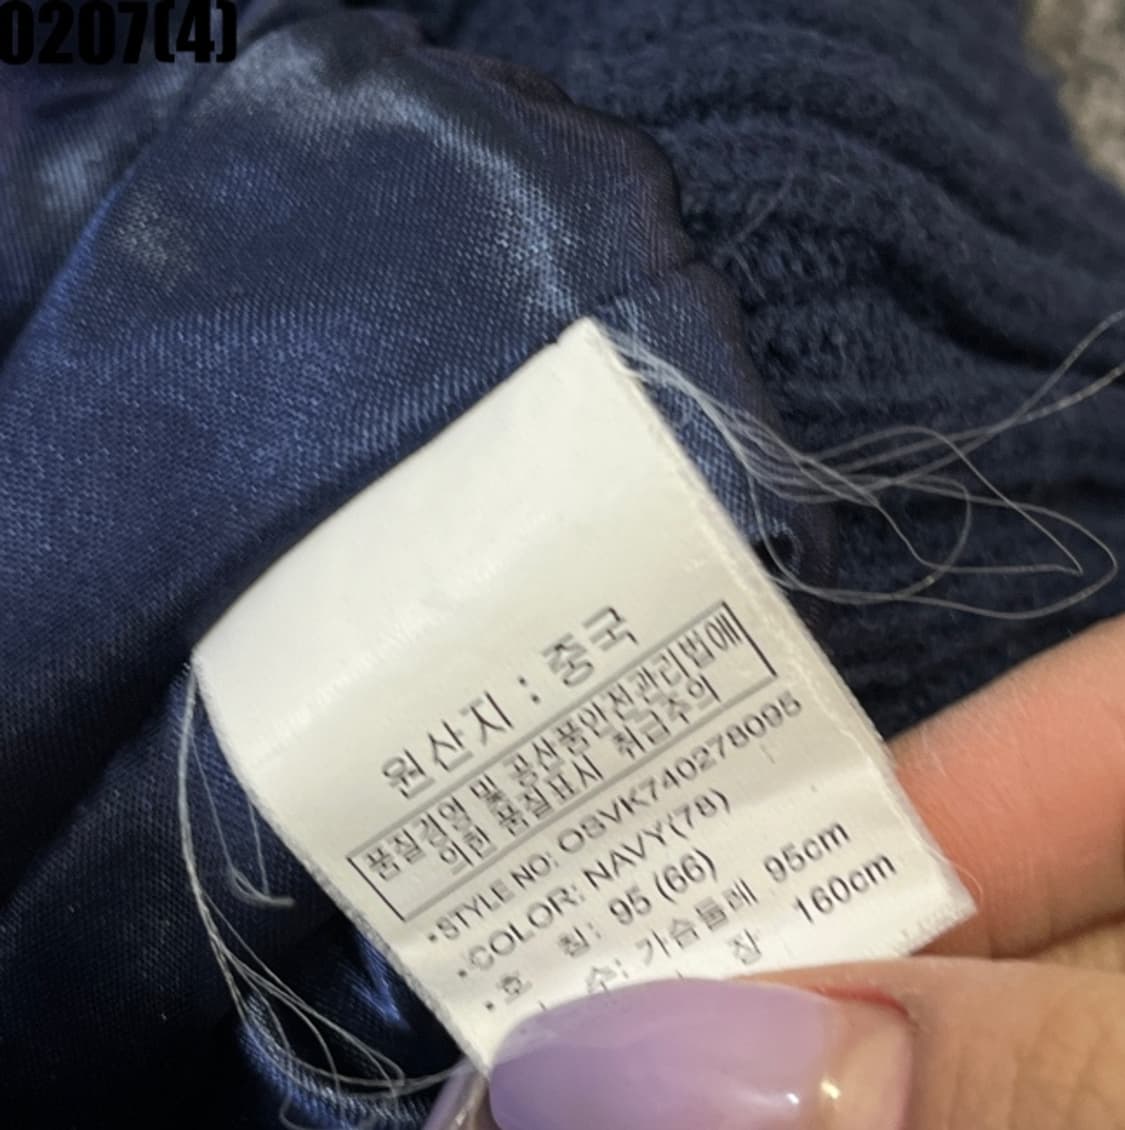 0207(4)
원산지 : 중국
품질경영 및 공산품안전관리법에
의한 품질표시 취급주의
·STYLE NO: OSVK740278095
·COLOR: NAVY(78)
·호 칭: 95 (66)
수: 가슴둘레 95cm
장 160cm